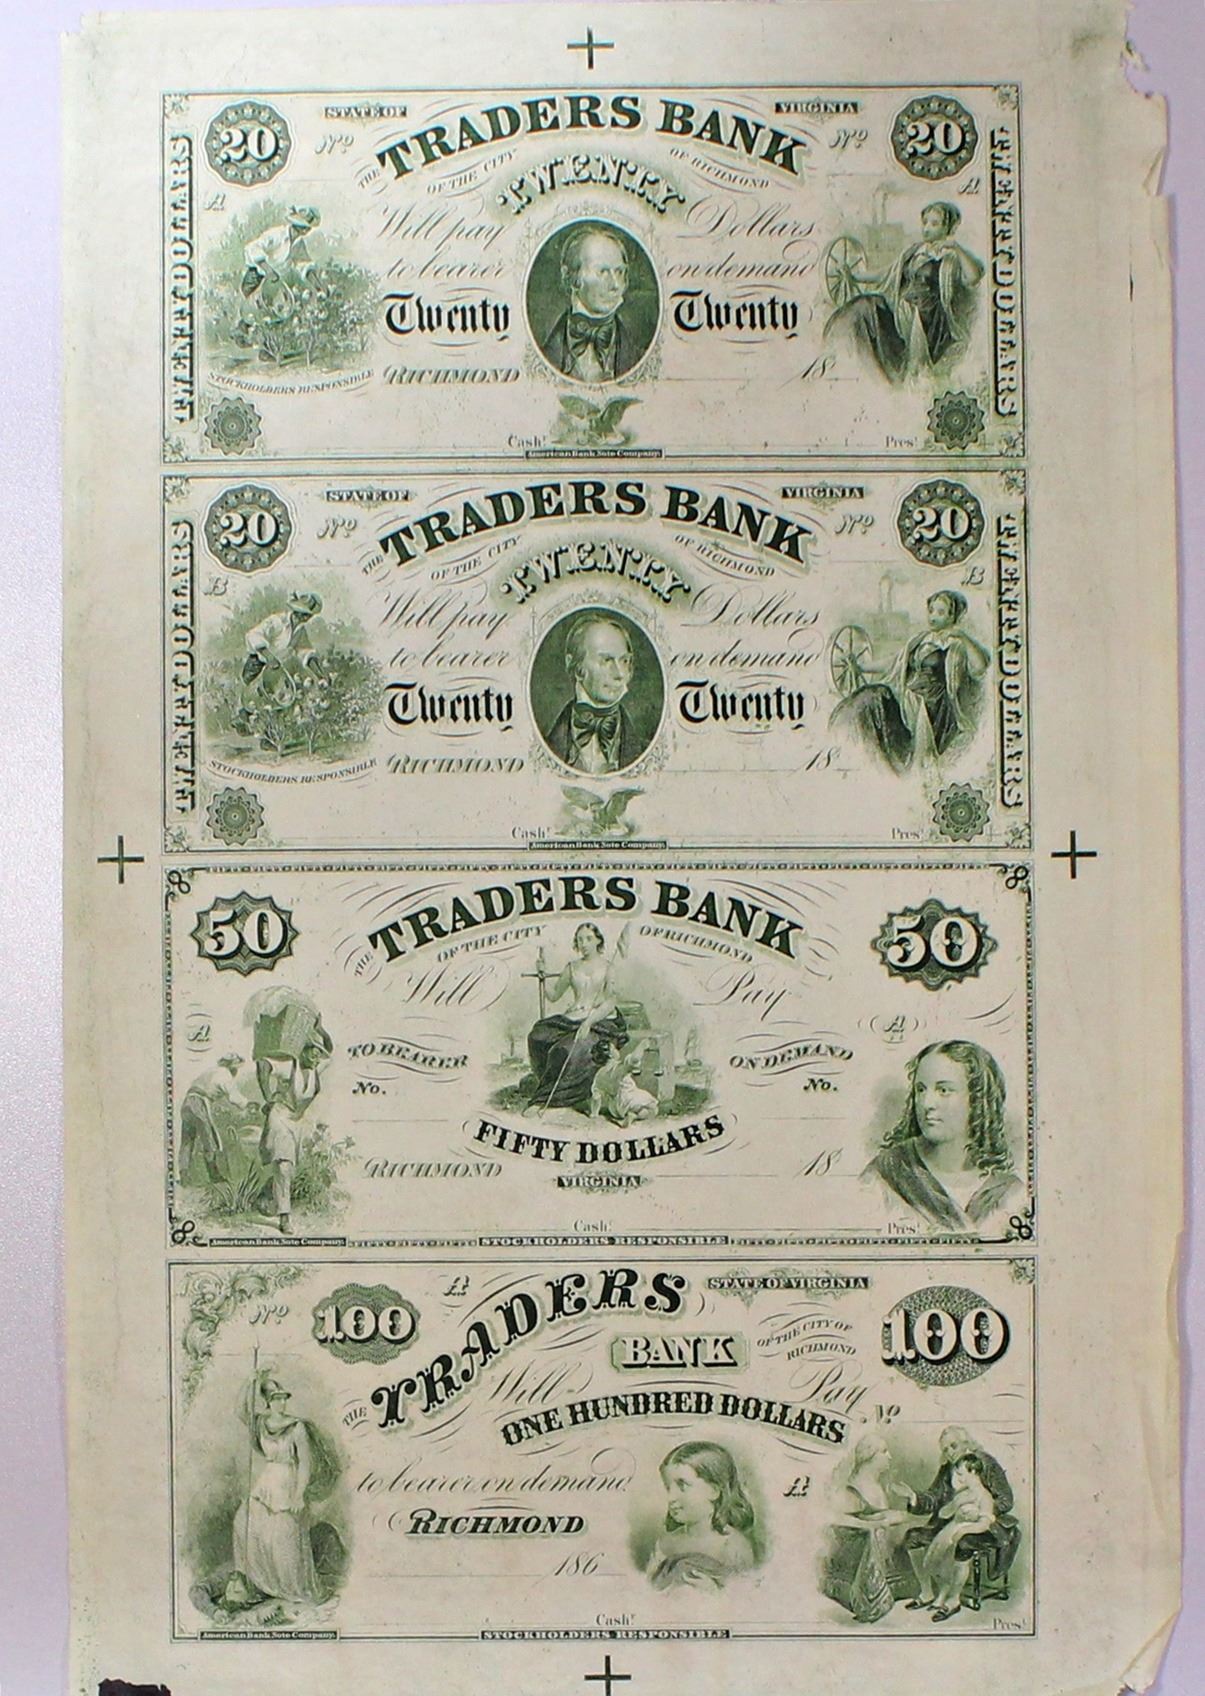 20 STATE OF TRADERS BANK VIRGINIA 20
No THE OF THE CITY OF RICHMOND No
A TWENTY A
TWENTY DOLLARS
Will pay Dollars
to bearer on demand
Twenty Twenty
STOCKHOLDERS RESPONSIBLE RICHMOND 18
TWENTY DOLLARS
Cash! Pres!
American Bank Note Company.
20 STATE OF TRADERS BANK VIRGINIA 20
No THE OF THE CITY OF RICHMOND No
B TWENTY B
TWENTY DOLLARS
Will pay Dollars
to bearer on demand
Twenty Twenty
STOCKHOLDERS RESPONSIBLE RICHMOND 18
TWENTY DOLLARS
Cash! Pres!
American Bank Note Company.
50 THE TRADERS BANK 50
OF THE CITY OF RICHMOND
Will Pay
A A
TO BEARER ON DEMAND
No. No.
FIFTY DOLLARS
RICHMOND VIRGINIA 18
Cash! Pres!
American Bank Note Company. STOCKHOLDERS RESPONSIBLE
A STATE OF VIRGINIA
No 100 THE TRADERS BANK OF THE CITY OF RICHMOND 100
Will Pay
ONE HUNDRED DOLLARS No
to bearer on demand A
RICHMOND
186
Cash! Pres!
American Bank Note Company. STOCKHOLDERS RESPONSIBLE